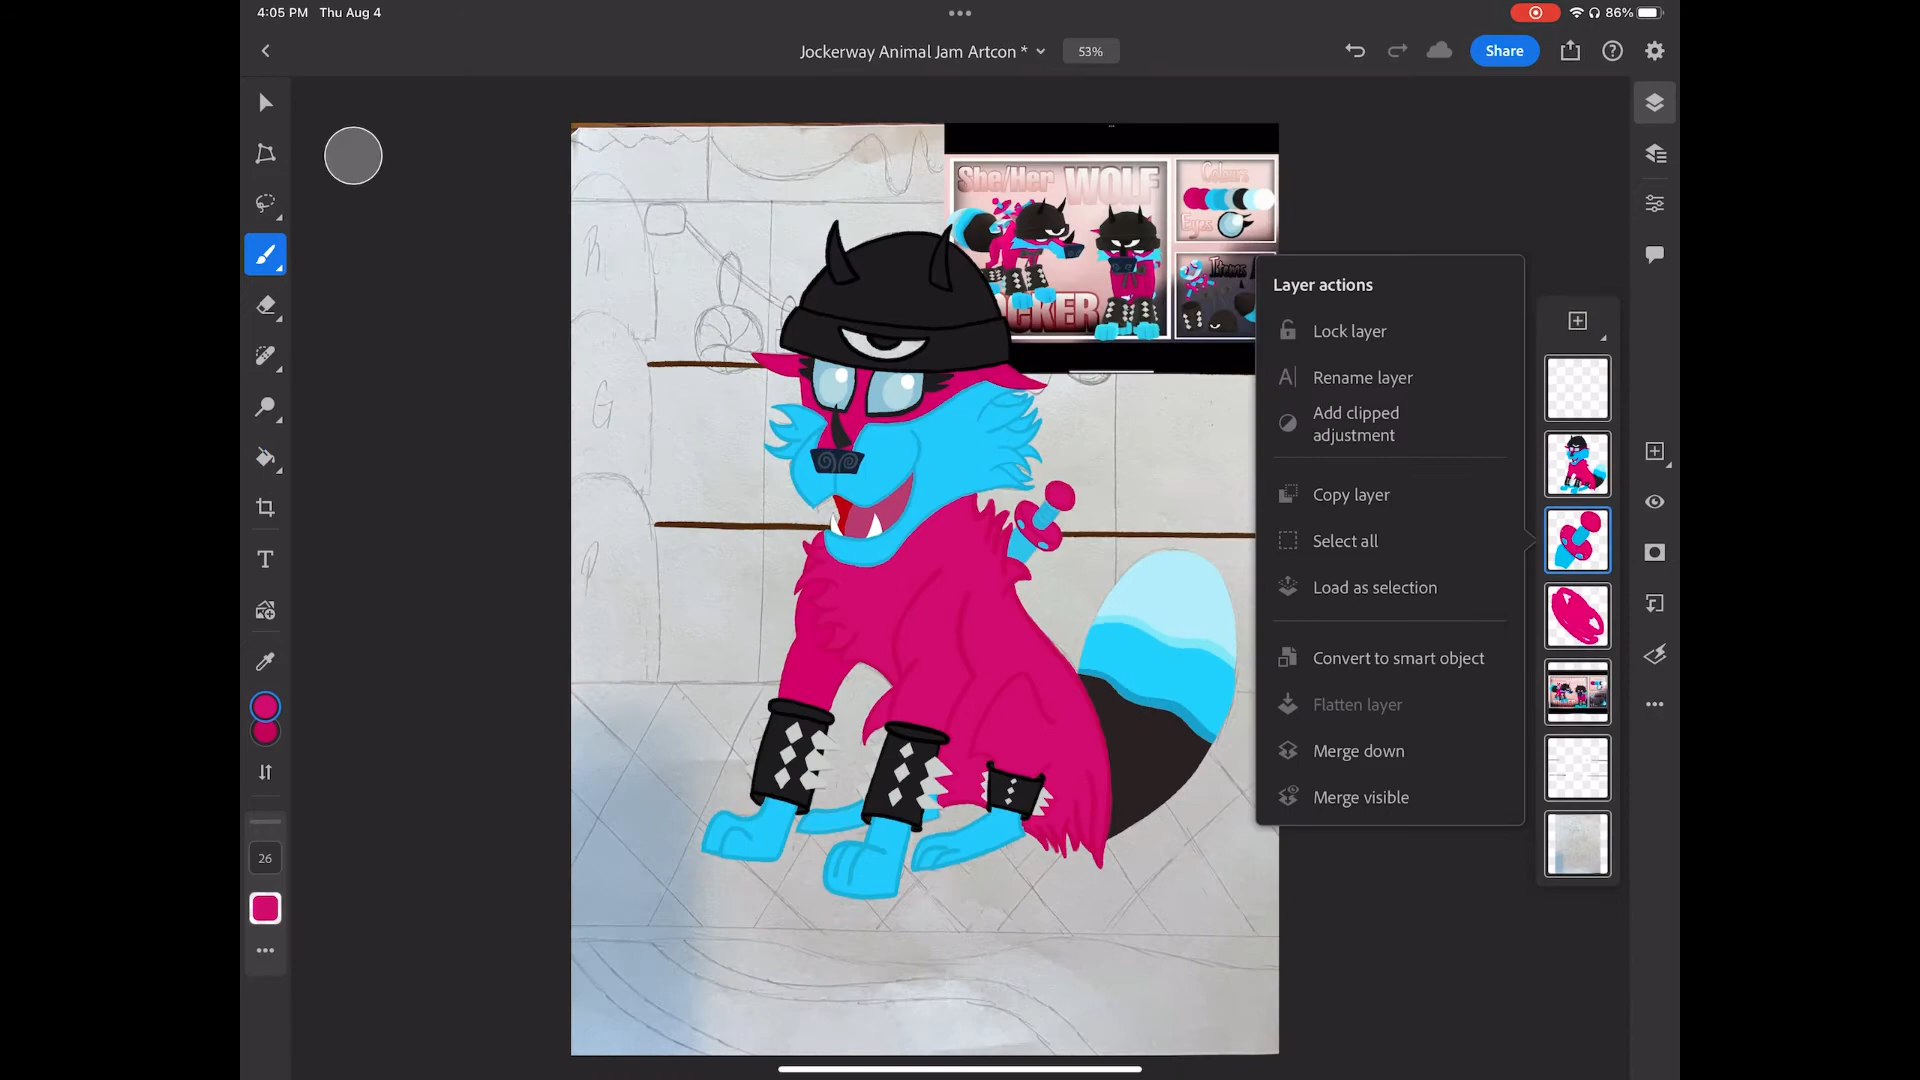 4:05 PM Thu Aug 4
86%
Jockerway Animal Jam Artcon *
53%
Share
She/Her WOLF
Colours
Eyes
Items
OCKER
Layer actions
Lock layer
Rename layer
Add clipped
adjustment
Copy layer
Select all
Load as selection
Convert to smart object
Flatten layer
Merge down
Merge visible
T
26